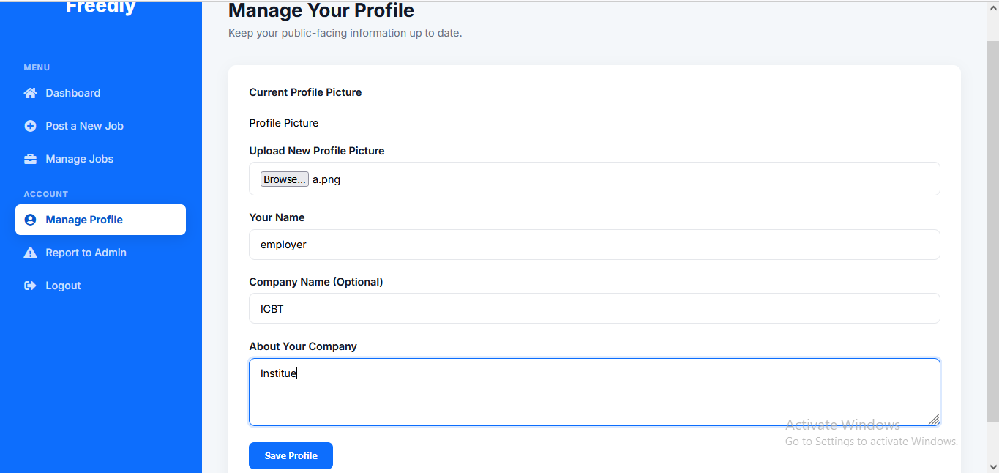 Freedly
MENU
Dashboard
Post a New Job
Manage Jobs
ACCOUNT
Manage Profile
Report to Admin
Logout
Manage Your Profile
Keep your public-facing information up to date.
Current Profile Picture
Profile Picture
Upload New Profile Picture
Browse... a.png
Your Name
employer
Company Name (Optional)
ICBT
About Your Company
Institue
Save Profile
Activate Windows
Go to Settings to activate Windows.